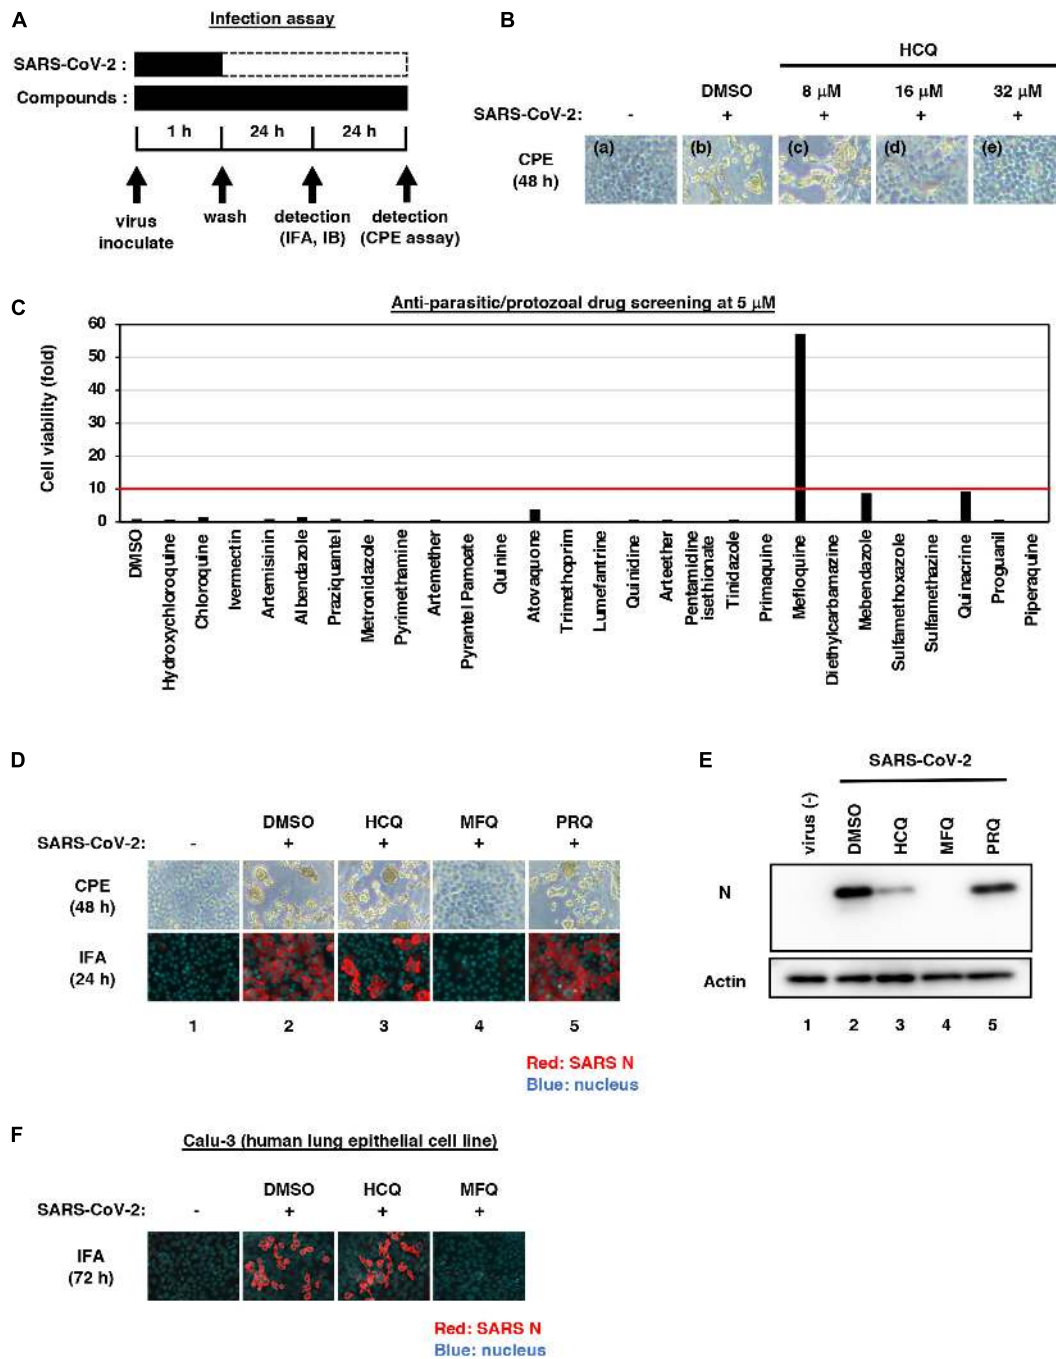 A
Infection assay
SARS-CoV-2 :
Compounds :
1 h 24 h 24 h
virus inoculate
wash
detection (IFA, IB)
detection (CPE assay)
B
HCQ
DMSO 8 μM 16 μM 32 μM
SARS-CoV-2: - + + + +
CPE (48 h)
(a) (b) (c) (d) (e)
C
Anti-parasitic/protozoal drug screening at 5 μM
Cell viability (fold)
60
50
40
30
20
10
0
DMSO
Hydroxychloroquine
Chloroquine
Ivermectin
Artemisinin
Albendazole
Praziquantel
Metronidazole
Pyrimethamine
Artemether
Pyrantel Pamoate
Quinine
Atovaquone
Trimethoprim
Lumefantrine
Quinidine
Arteether
Pentamidine
isethionate
Tinidazole
Primaquine
Mefloquine
Diethylcarbamazine
Mebendazole
Sulfamethoxazole
Sulfamethazine
Quinacrine
Proguanil
Piperaquine
D
DMSO HCQ MFQ PRQ
SARS-CoV-2: - + + + +
CPE
(48 h)
IFA
(24 h)
1 2 3 4 5
Red: SARS N
Blue: nucleus
E
SARS-CoV-2
virus (-)
DMSO
HCQ
MFQ
PRQ
N
Actin
1 2 3 4 5
F
Calu-3 (human lung epithelial cell line)
DMSO HCQ MFQ
SARS-CoV-2: - + + +
IFA
(72 h)
Red: SARS N
Blue: nucleus